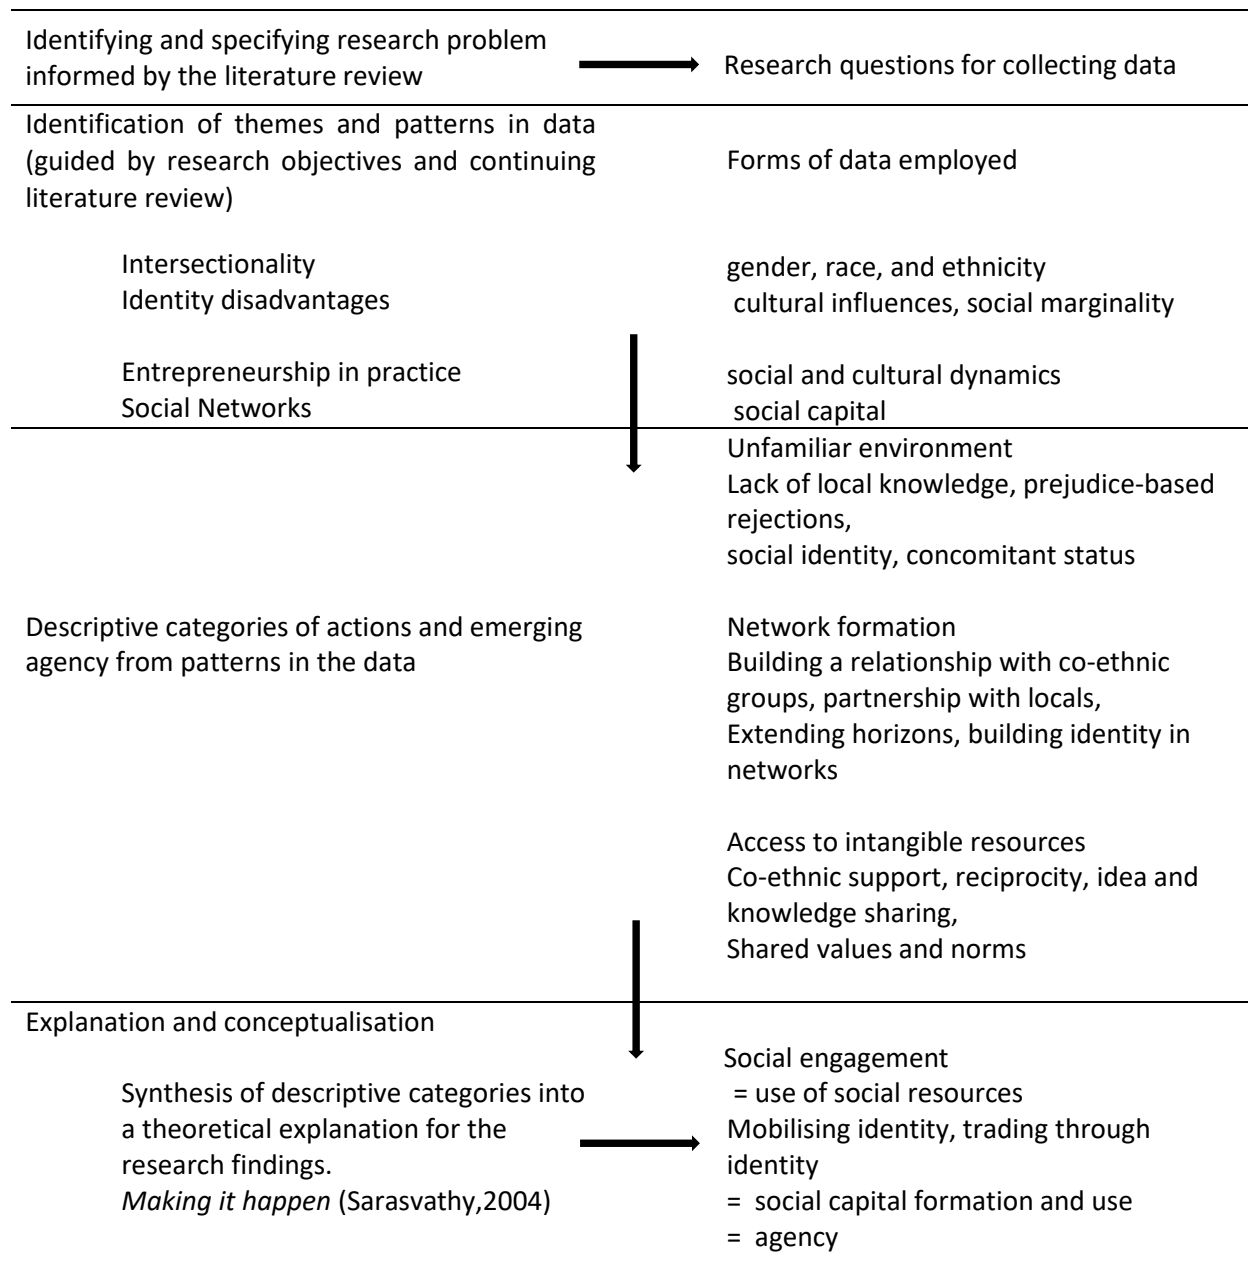 Identifying and specifying research problem
informed by the literature review
Research questions for collecting data
Identification of themes and patterns in data
(guided by research objectives and continuing
literature review)
Forms of data employed
Intersectionality
Identity disadvantages
gender, race, and ethnicity
cultural influences, social marginality
Entrepreneurship in practice
Social Networks
social and cultural dynamics
social capital
Descriptive categories of actions and emerging
agency from patterns in the data
Unfamiliar environment
Lack of local knowledge, prejudice-based
rejections,
social identity, concomitant status
Network formation
Building a relationship with co-ethnic
groups, partnership with locals,
Extending horizons, building identity in
networks
Access to intangible resources
Co-ethnic support, reciprocity, idea and
knowledge sharing,
Shared values and norms
Explanation and conceptualisation
Synthesis of descriptive categories into
a theoretical explanation for the
research findings.
Making it happen (Sarasvathy,2004)
Social engagement
= use of social resources
Mobilising identity, trading through
identity
= social capital formation and use
= agency